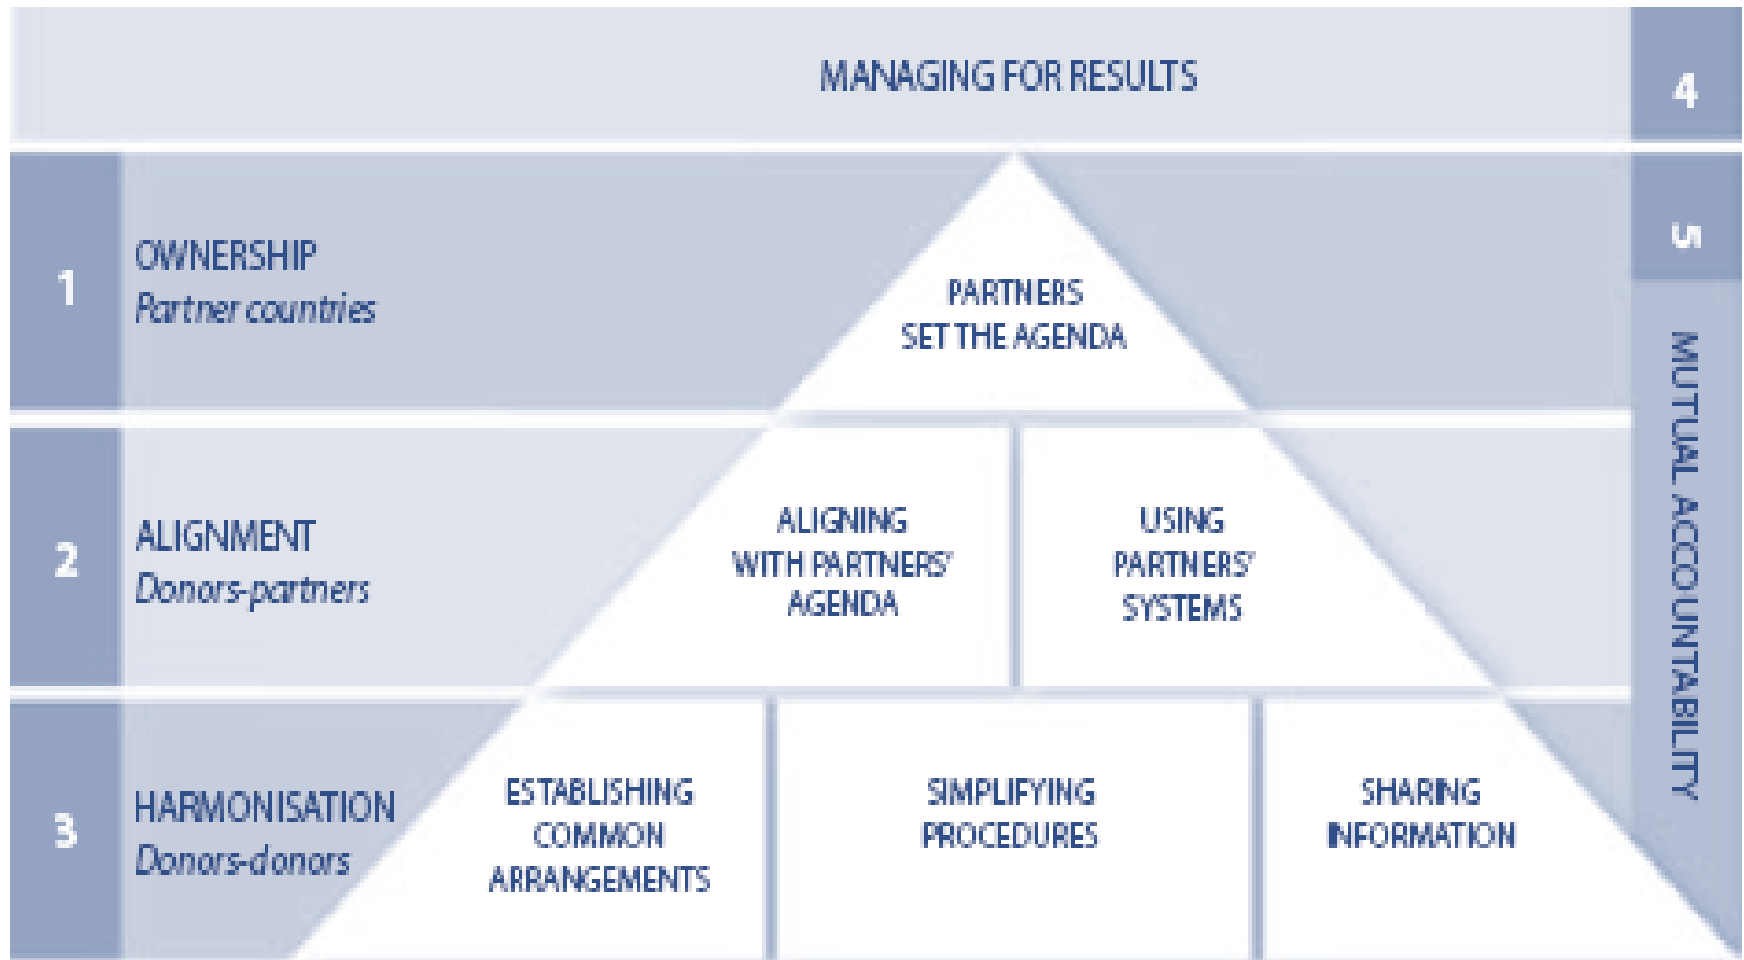 MANAGING FOR RESULTS
4
1
OWNERSHIP
Partner countries
PARTNERS
SET THE AGENDA
5
MUTUAL ACCOUNTABILITY
2
ALIGNMENT
Donors-partners
ALIGNING
WITH PARTNERS'
AGENDA
USING
PARTNERS'
SYSTEMS
3
HARMONISATION
Donors-donors
ESTABLISHING
COMMON
ARRANGEMENTS
SIMPLIFYING
PROCEDURES
SHARING
INFORMATION